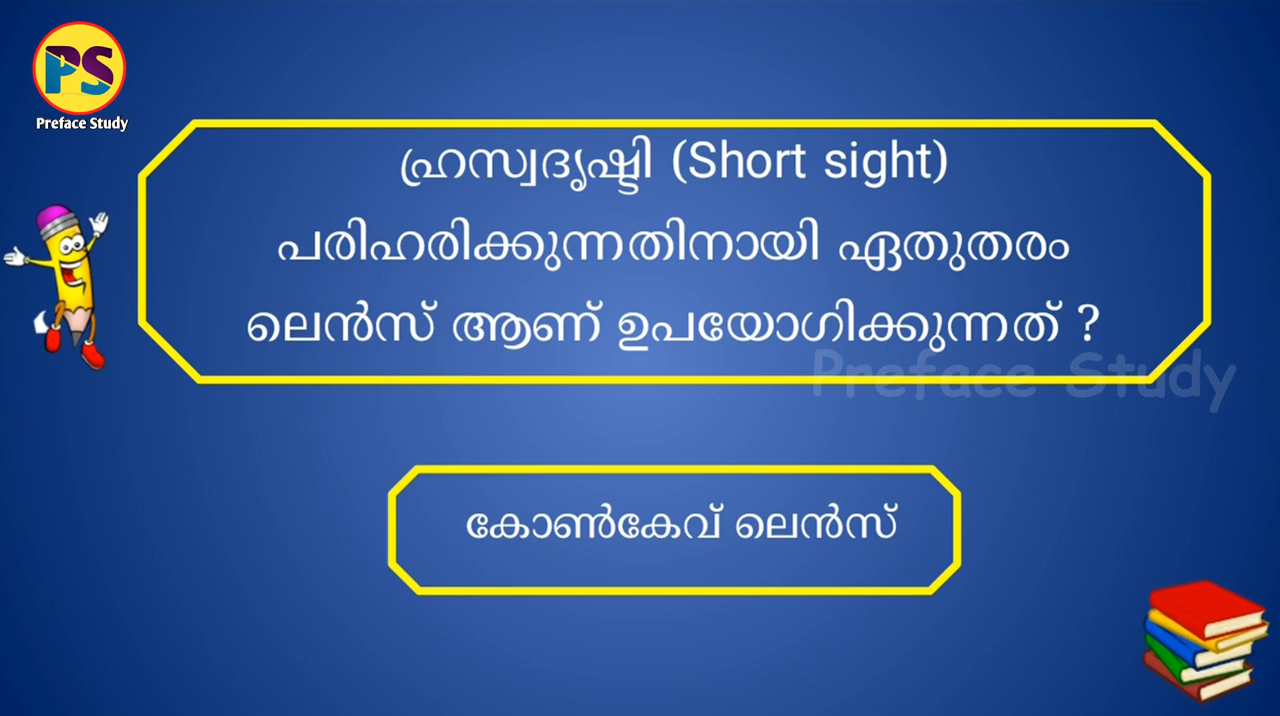 PS
Preface Study
ഹ്രസ്വദൃഷ്ടി (Short sight)
പരിഹരിക്കുന്നതിനായി ഏതുതരം
ലെൻസ് ആണ് ഉപയോഗിക്കുന്നത് ?
Preface Study
കോൺകേവ് ലെൻസ്